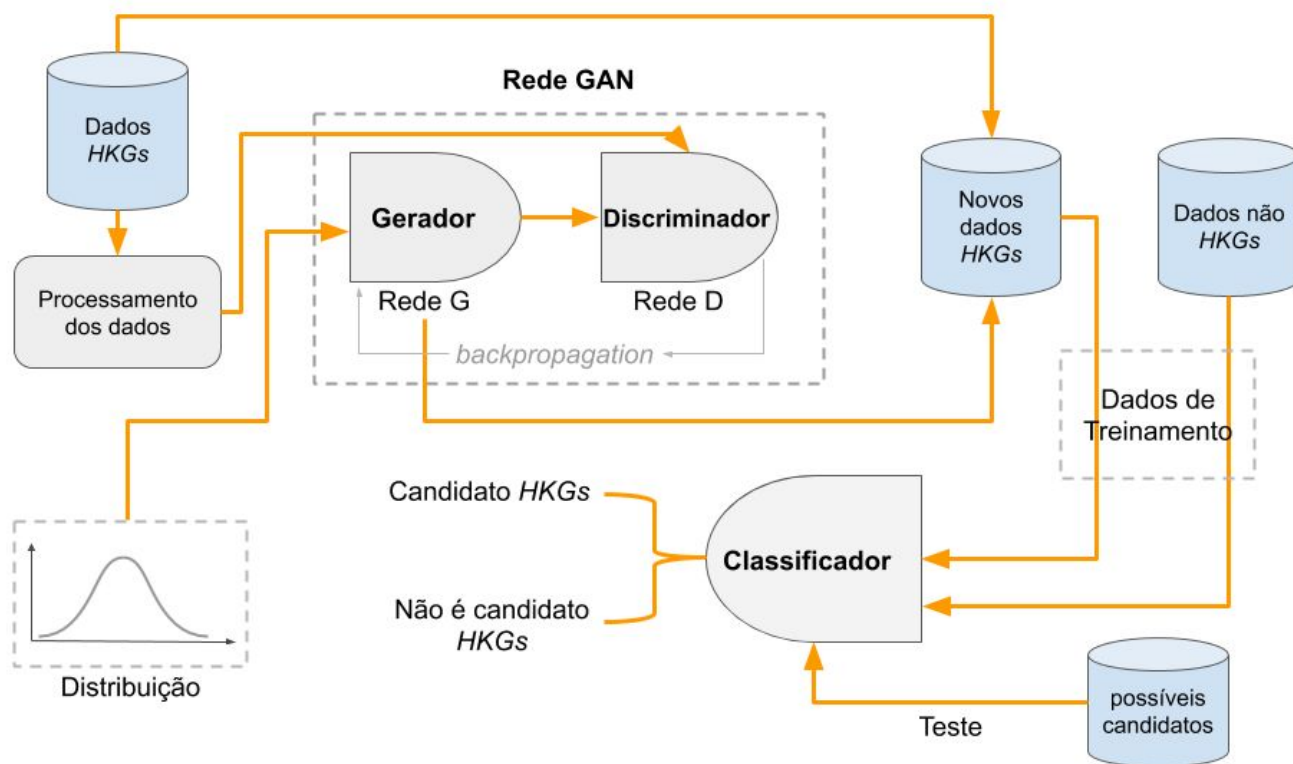 Rede GAN
Dados
HKGs
Gerador
Discriminador
Novos
dados
HKGs
Dados não
HKGs
Processamento
dos dados
Rede G
Rede D
backpropagation
Dados de
Treinamento
Candidato HKGs
Classificador
Não é candidato
HKGs
Distribuição
possíveis
candidatos
Teste